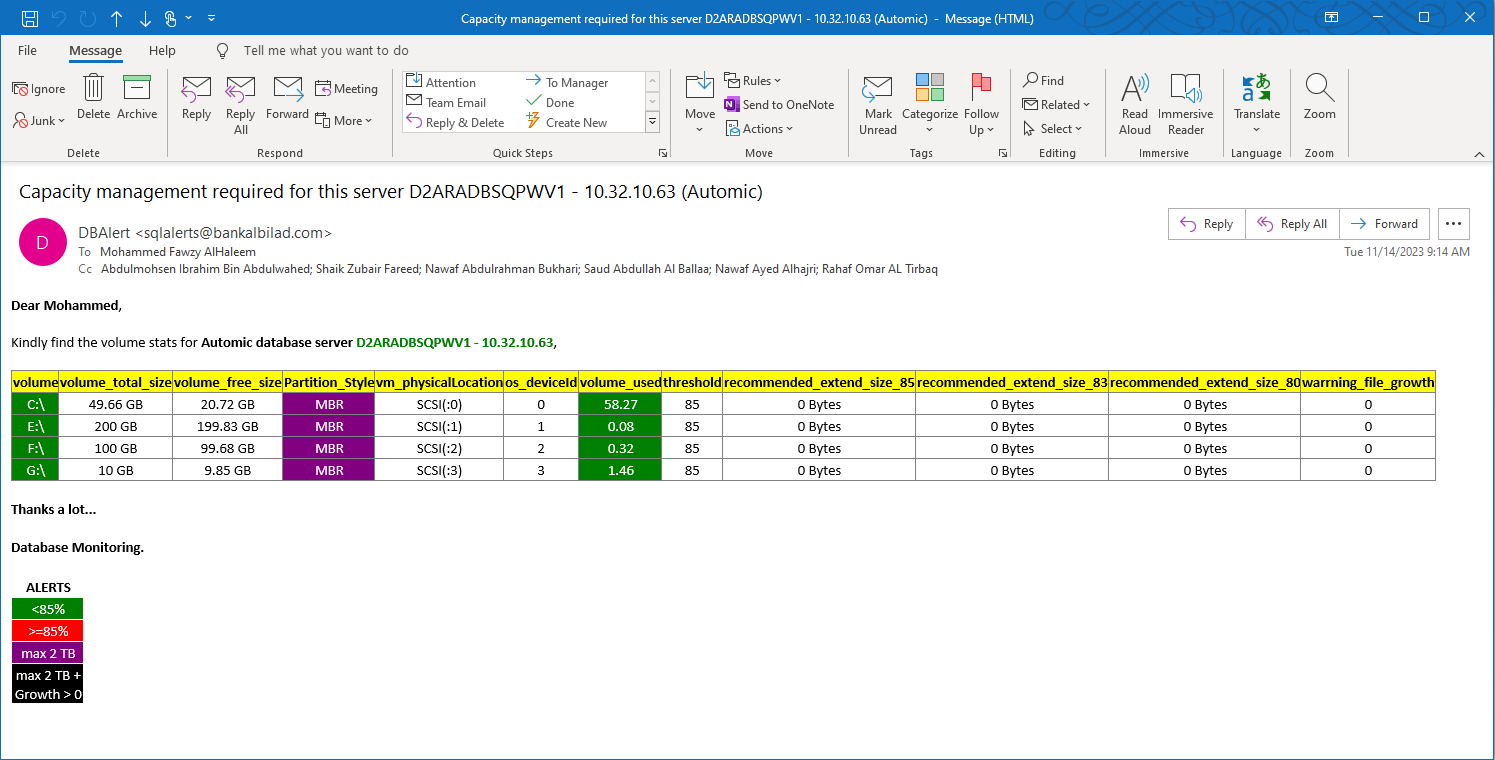 Capacity management required for this server D2ARADBSQPWV1 - 10.32.10.63 (Automic) - Message (HTML)
File Message Help Tell me what you want to do
Ignore
Junk
Delete
Archive
Delete
Reply
Reply All
Forward
Meeting
More
Respond
Attention
Team Email
Reply & Delete
To Manager
Done
Create New
Quick Steps
Move
Rules
Send to OneNote
Actions
Move
Mark Unread
Categorize
Follow Up
Tags
Find
Related
Select
Editing
Read Aloud
Immersive Reader
Immersive
Translate
Language
Zoom
Zoom
Capacity management required for this server D2ARADBSQPWV1 - 10.32.10.63 (Automic)
D
DBAlert <sqlalerts@bankalbilad.com>
To Mohammed Fawzy AlHaleem
Cc Abdulmohsen Ibrahim Bin Abdulwahed; Shaik Zubair Fareed; Nawaf Abdulrahman Bukhari; Saud Abdullah Al Ballaa; Nawaf Ayed Alhajri; Rahaf Omar AL Tirbaq
Reply Reply All Forward
Tue 11/14/2023 9:14 AM
Dear Mohammed,
Kindly find the volume stats for Automic database server D2ARADBSQPWV1 - 10.32.10.63,
volume volume_total_size volume_free_size Partition_Style vm_physicalLocation os_deviceId volume_used threshold recommended_extend_size_85 recommended_extend_size_83 recommended_extend_size_80 warrning_file_growth
C:\ 49.66 GB 20.72 GB MBR SCSI(:0) 0 58.27 85 0 Bytes 0 Bytes 0 Bytes 0
E:\ 200 GB 199.83 GB MBR SCSI(:1) 1 0.08 85 0 Bytes 0 Bytes 0 Bytes 0
F:\ 100 GB 99.68 GB MBR SCSI(:2) 2 0.32 85 0 Bytes 0 Bytes 0 Bytes 0
G:\ 10 GB 9.85 GB MBR SCSI(:3) 3 1.46 85 0 Bytes 0 Bytes 0 Bytes 0
Thanks a lot...
Database Monitoring.
ALERTS
<85%
>=85%
max 2 TB
max 2 TB +
Growth > 0